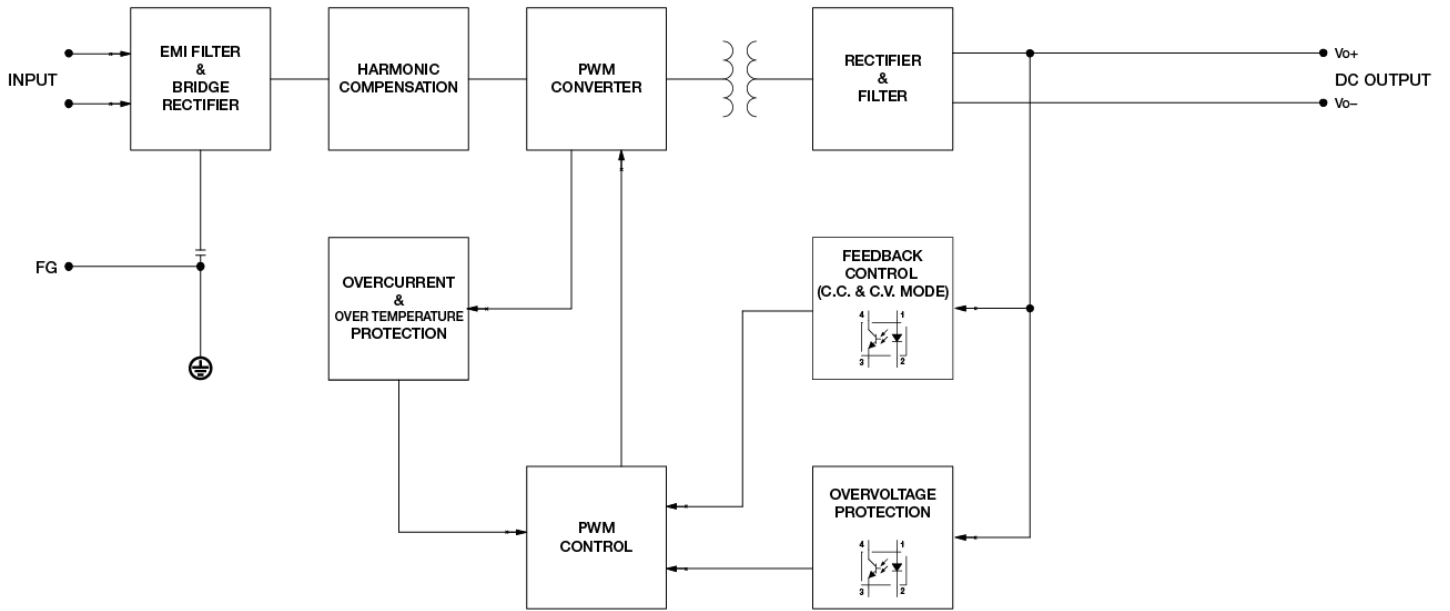 INPUT
EMI FILTER
&
BRIDGE
RECTIFIER
HARMONIC
COMPENSATION
PWM
CONVERTER
RECTIFIER
&
FILTER
Vo+
DC OUTPUT
Vo–
FG
OVERCURRENT
&
OVER TEMPERATURE
PROTECTION
FEEDBACK
CONTROL
(C.C. & C.V. MODE)
4 1
3 2
PWM
CONTROL
OVERVOLTAGE
PROTECTION
4 1
3 2